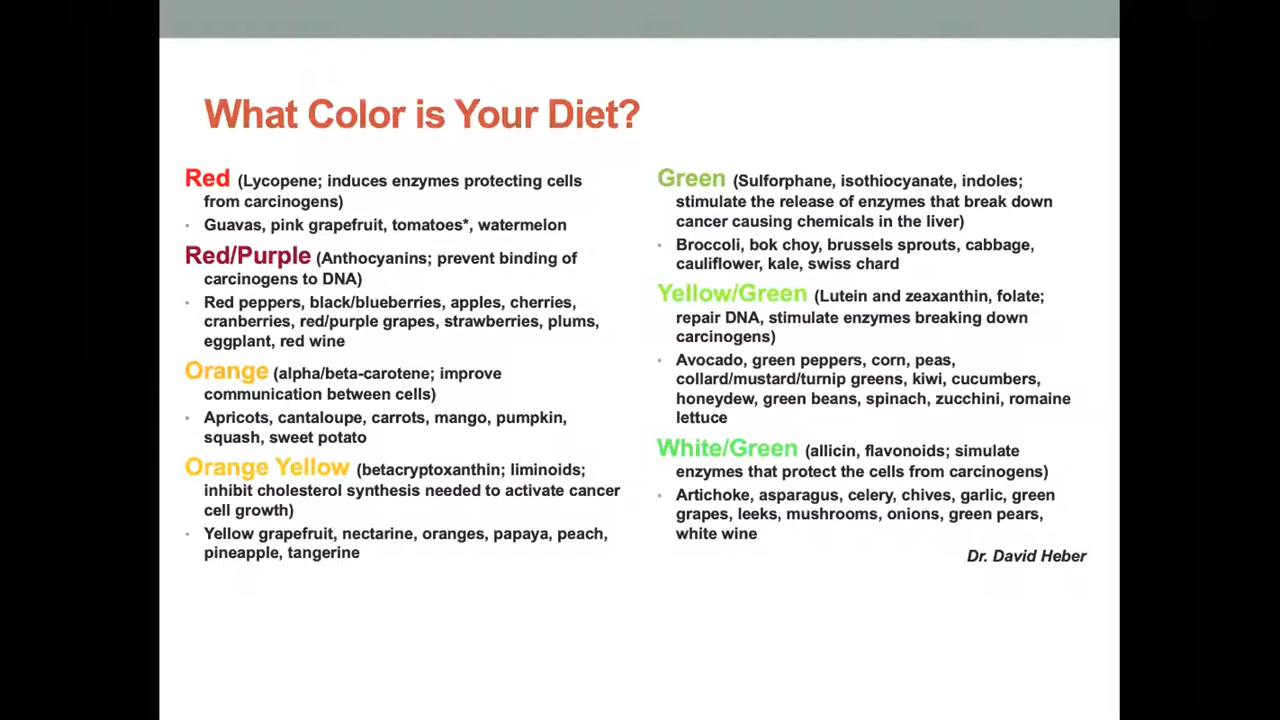 What Color is Your Diet?
Red (Lycopene; induces enzymes protecting cells
from carcinogens)
• Guavas, pink grapefruit, tomatoes*, watermelon
Red/Purple (Anthocyanins; prevent binding of
carcinogens to DNA)
• Red peppers, black/blueberries, apples, cherries,
cranberries, red/purple grapes, strawberries, plums,
eggplant, red wine
Orange (alpha/beta-carotene; improve
communication between cells)
• Apricots, cantaloupe, carrots, mango, pumpkin,
squash, sweet potato
Orange Yellow (betacryptoxanthin; liminoids;
inhibit cholesterol synthesis needed to activate cancer
cell growth)
• Yellow grapefruit, nectarine, oranges, papaya, peach,
pineapple, tangerine
Green (Sulforphane, isothiocyanate, indoles;
stimulate the release of enzymes that break down
cancer causing chemicals in the liver)
• Broccoli, bok choy, brussels sprouts, cabbage,
cauliflower, kale, swiss chard
Yellow/Green (Lutein and zeaxanthin, folate;
repair DNA, stimulate enzymes breaking down
carcinogens)
• Avocado, green peppers, corn, peas,
collard/mustard/turnip greens, kiwi, cucumbers,
honeydew, green beans, spinach, zucchini, romaine
lettuce
White/Green (allicin, flavonoids; simulate
enzymes that protect the cells from carcinogens)
• Artichoke, asparagus, celery, chives, garlic, green
grapes, leeks, mushrooms, onions, green pears,
white wine
Dr. David Heber